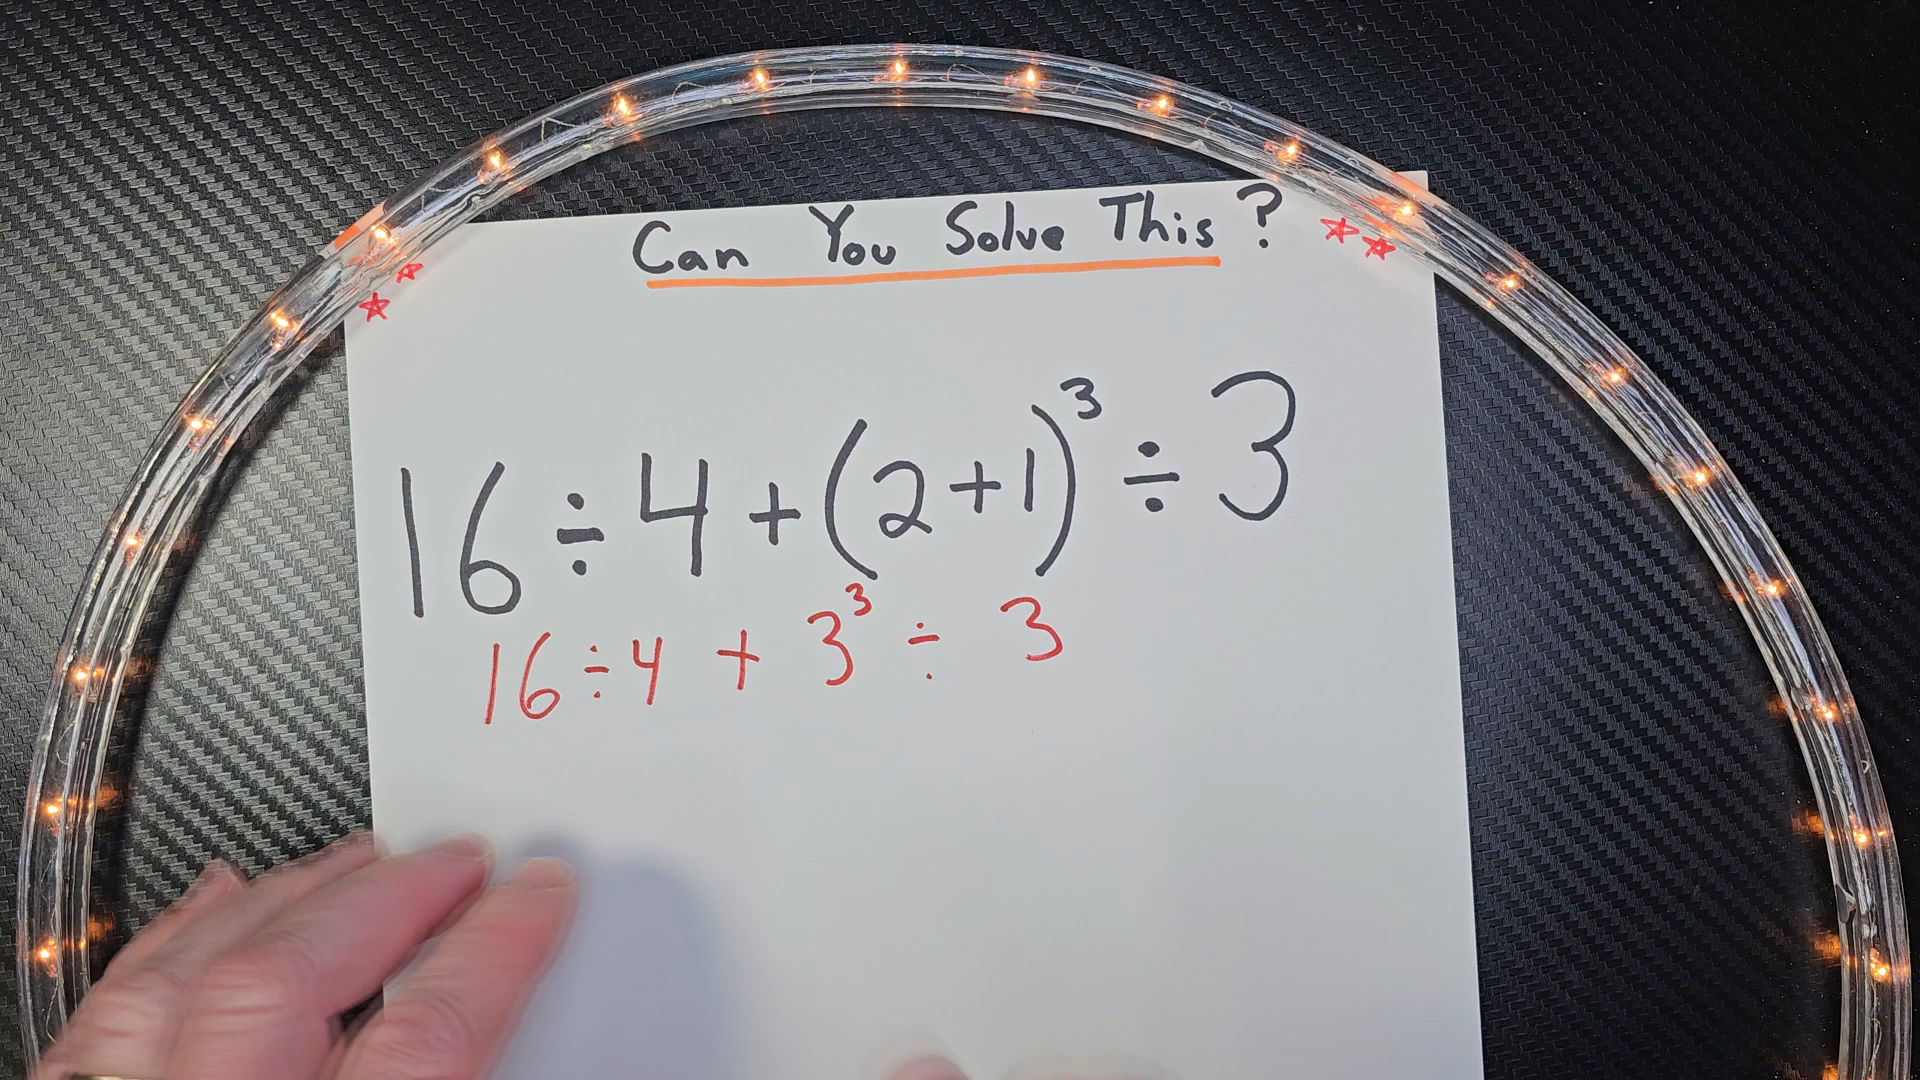 Can You Solve This?
16 ÷ 4 + (2+1)³ ÷ 3
16 ÷ 4 + 3³ ÷ 3